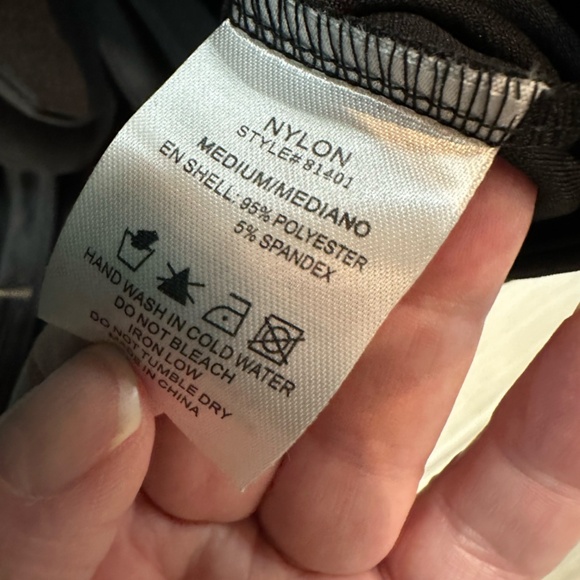 NYLON
STYLE# 81401
MEDIUM/MEDIANO
EN SHELL: 95% POLYESTER
5% SPANDEX
HAND WASH IN COLD WATER
DO NOT BLEACH
IRON LOW
DO NOT TUMBLE DRY
MADE IN CHINA